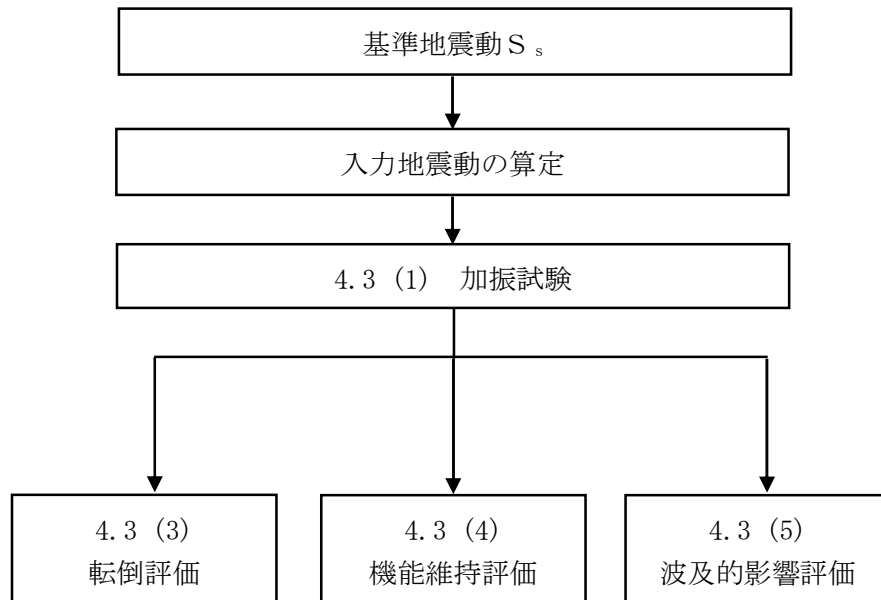 基準地震動Ｓｓ
入力地震動の算定
4.3 (1)　加振試験
4.3 (3)
転倒評価
4.3 (4)
機能維持評価
4.3 (5)
波及的影響評価